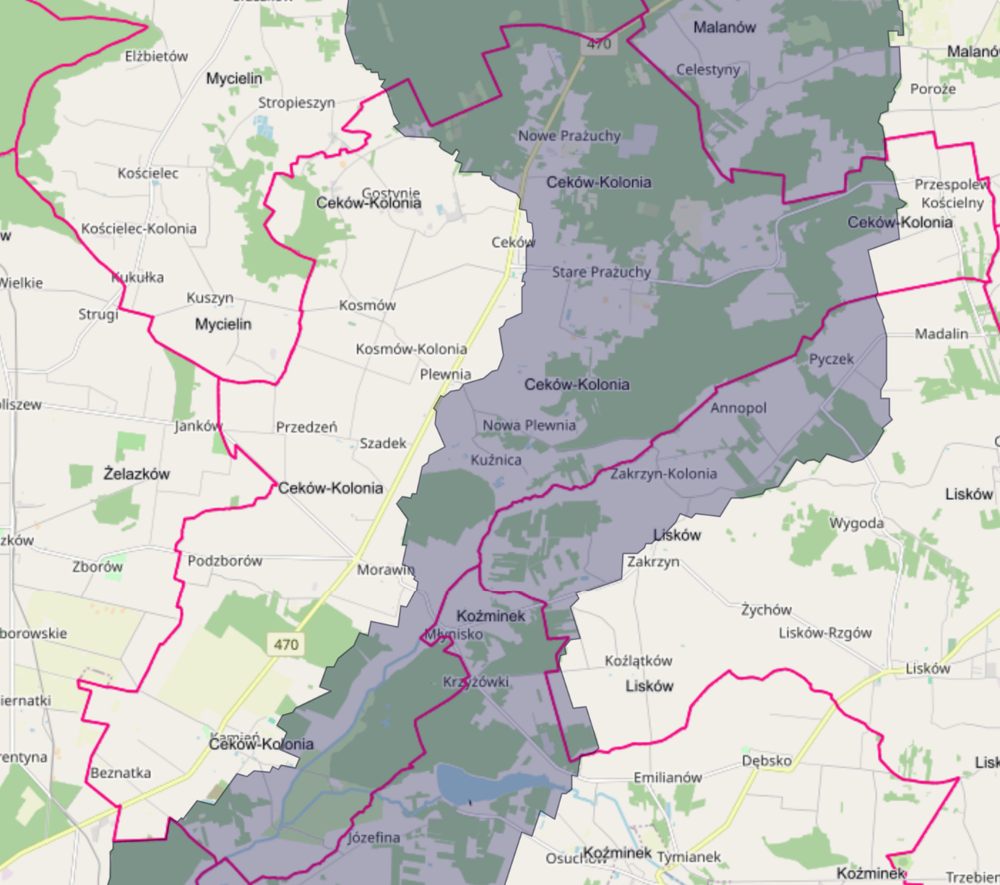 Malanów
470
Malanów
Elżbietów
Celestyny
Mycielin
Poroże
Stropieszyn
Nowe Prażuchy
Kościelec
Ceków-Kolonia
Przespolew
Kościelny
Gostynie
Ceków-Kolonia
Ceków-Kolonia
Kościelec-Kolonia
w
Ceków
Stare Prażuchy
Kukułka
Wielkie
Kuszyn
Kosmów
Strugi
Mycielin
Madalin
Kosmów-Kolonia
Pyczek
Plewnia
Ceków-Kolonia
oliszew
Annopol
Janków
Przedzeń
Nowa Plewnia
Szadek
Kuźnica
Żelazków
Zakrzyn-Kolonia
Ceków-Kolonia
Lisków
Wygoda
Lisków
zków
Podzborów
Zakrzyn
Zborów
Morawin
Żychów
Koźminek
borowskie
Młynisko
Lisków-Rzgów
470
Koźlątków
Lisków
Krzyżówki
Lisków
iernatki
Kamień
Ceków-Kolonia
rentyna
Dębsko
Lisk
Beznatka
Emilianów
Józefina
Osuchów
Koźminek
Tymianek
Koźminek
Trzebien